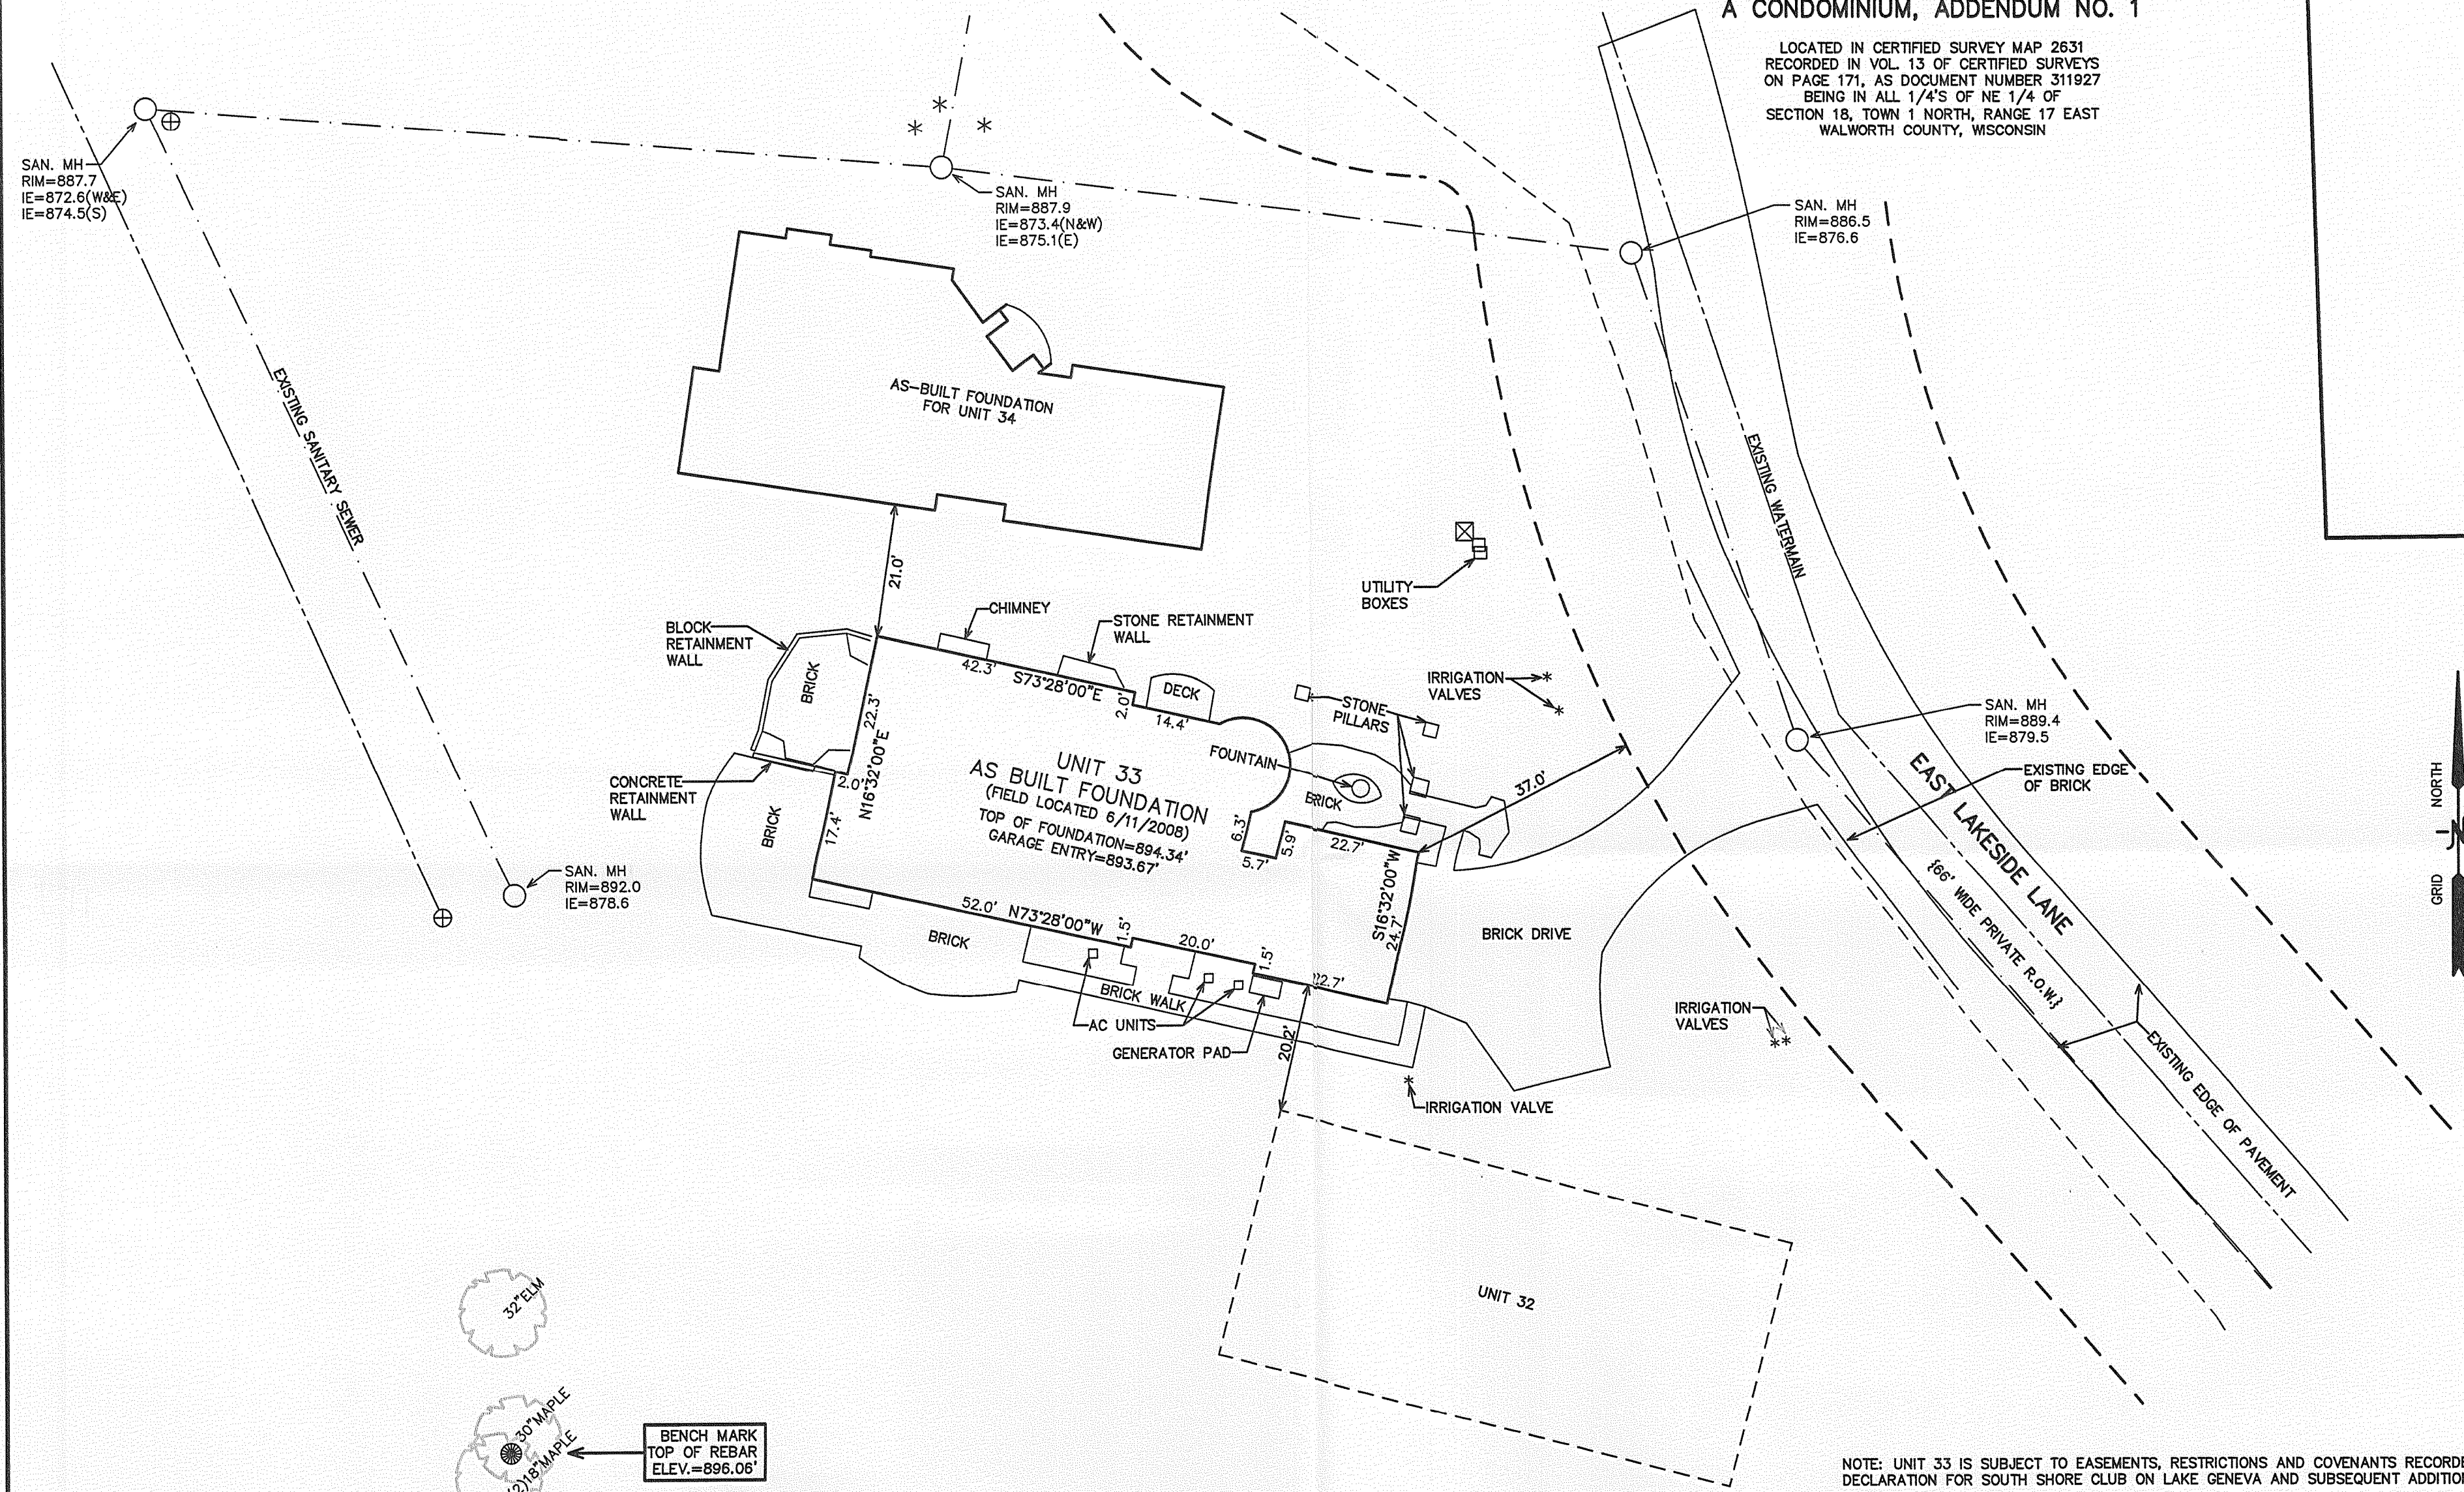 A CONDOMINIUM, ADDENDUM NO. 1
LOCATED IN CERTIFIED SURVEY MAP 2631
RECORDED IN VOL. 13 OF CERTIFIED SURVEYS
ON PAGE 171, AS DOCUMENT NUMBER 311927
BEING IN ALL 1/4'S OF NE 1/4 OF
SECTION 18, TOWN 1 NORTH, RANGE 17 EAST
WALWORTH COUNTY, WISCONSIN
SAN. MH
RIM=887.7
IE=872.6(W&E)
IE=874.5(S)
SAN. MH
RIM=887.9
IE=873.4(N&W)
IE=875.1(E)
SAN. MH
RIM=886.5
IE=876.6
EXISTING SANITARY SEWER
AS-BUILT FOUNDATION
FOR UNIT 34
EXISTING WATERMAIN
21.0'
UTILITY
BOXES
CHIMNEY
STONE RETAINMENT
WALL
BLOCK
RETAINMENT
WALL
BRICK
42.3'
S73°28'00"E
2.0'
DECK
14.4'
IRRIGATION
VALVES
STONE
PILLARS
22.3'
N16°32'00"E
FOUNTAIN
BRICK
37.0'
SAN. MH
RIM=889.4
IE=879.5
EXISTING EDGE
OF BRICK
EAST LAKESIDE LANE
{66' WIDE PRIVATE R.O.W.}
CONCRETE
RETAINMENT
WALL
2.0'
BRICK
17.4'
UNIT 33
AS BUILT FOUNDATION
(FIELD LOCATED 6/11/2008)
TOP OF FOUNDATION=894.34'
GARAGE ENTRY=893.67'
6.3'
5.7'
5.9'
22.7'
S16°32'00"W
24.7'
SAN. MH
RIM=892.0
IE=878.6
52.0'
N73°28'00"W
1.5'
20.0'
1.5'
BRICK
BRICK DRIVE
BRICK WALK
AC UNITS
GENERATOR PAD
20.2'
IRRIGATION VALVE
IRRIGATION
VALVES
EXISTING EDGE OF PAVEMENT
GRID
NORTH
UNIT 32
32"ELM
30"MAPLE
18"MAPLE
BENCH MARK
TOP OF REBAR
ELEV.=896.06'
NOTE: UNIT 33 IS SUBJECT TO EASEMENTS, RESTRICTIONS AND COVENANTS
DECLARATION FOR SOUTH SHORE CLUB ON LAKE GENEVA AND SUBSEQUENT